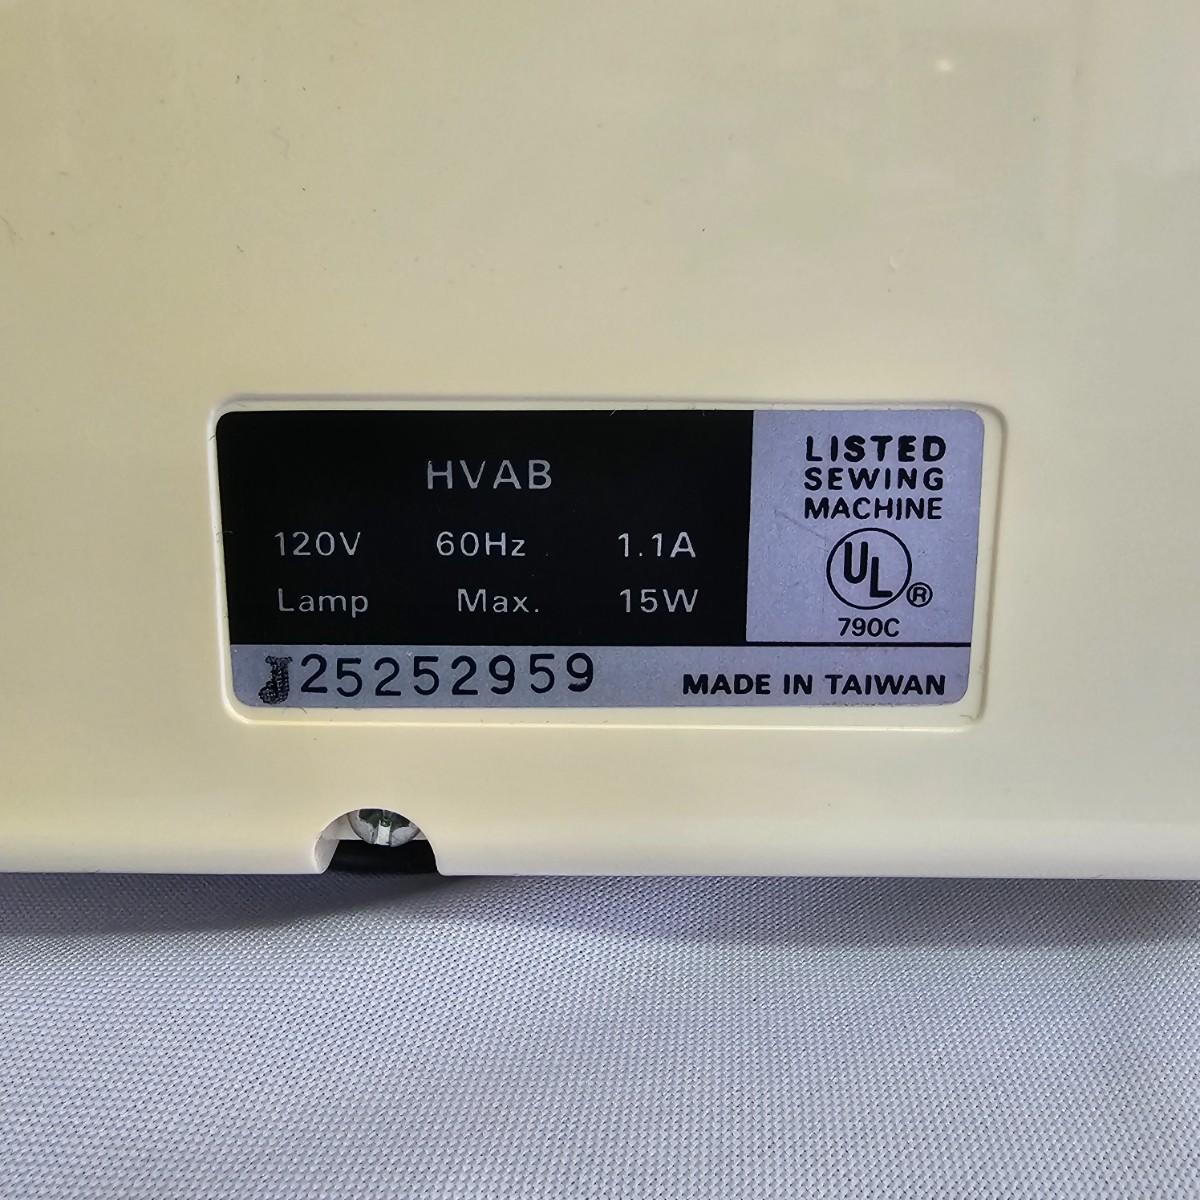 HVAB
120V 60Hz 1.1A
Lamp Max. 15W
LISTED
SEWING
MACHINE
UL®
790C
J25252959
MADE IN TAIWAN